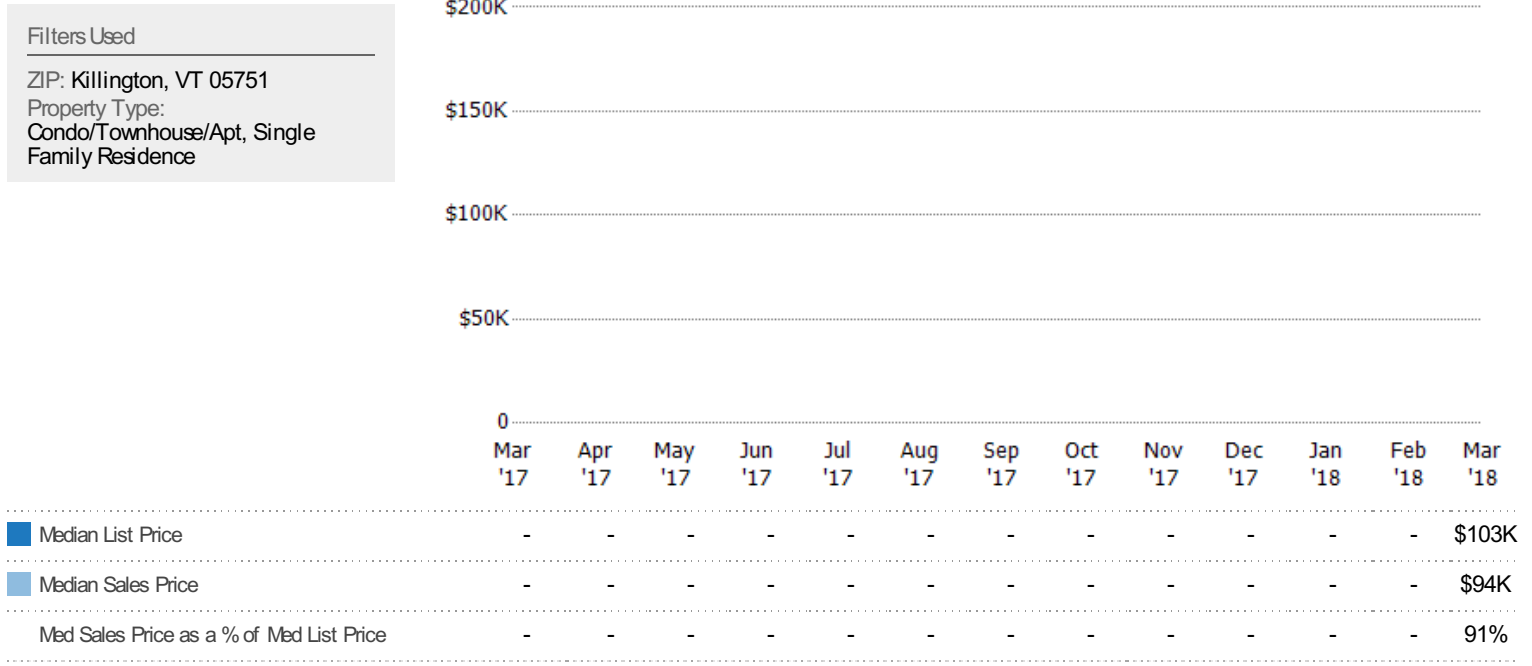 Filters Used
ZIP: Killington, VT 05751
Property Type:
Condo/Townhouse/Apt, Single
Family Residence
$200K
$150K
$100K
$50K
0
Mar Apr May Jun Jul Aug Sep Oct Nov Dec Jan Feb Mar
'17 '17 '17 '17 '17 '17 '17 '17 '17 '17 '18 '18 '18
Median List Price - - - - - - - - - - - - $103K
Median Sales Price - - - - - - - - - - - - $94K
Med Sales Price as a % of Med List Price - - - - - - - - - - - - 91%